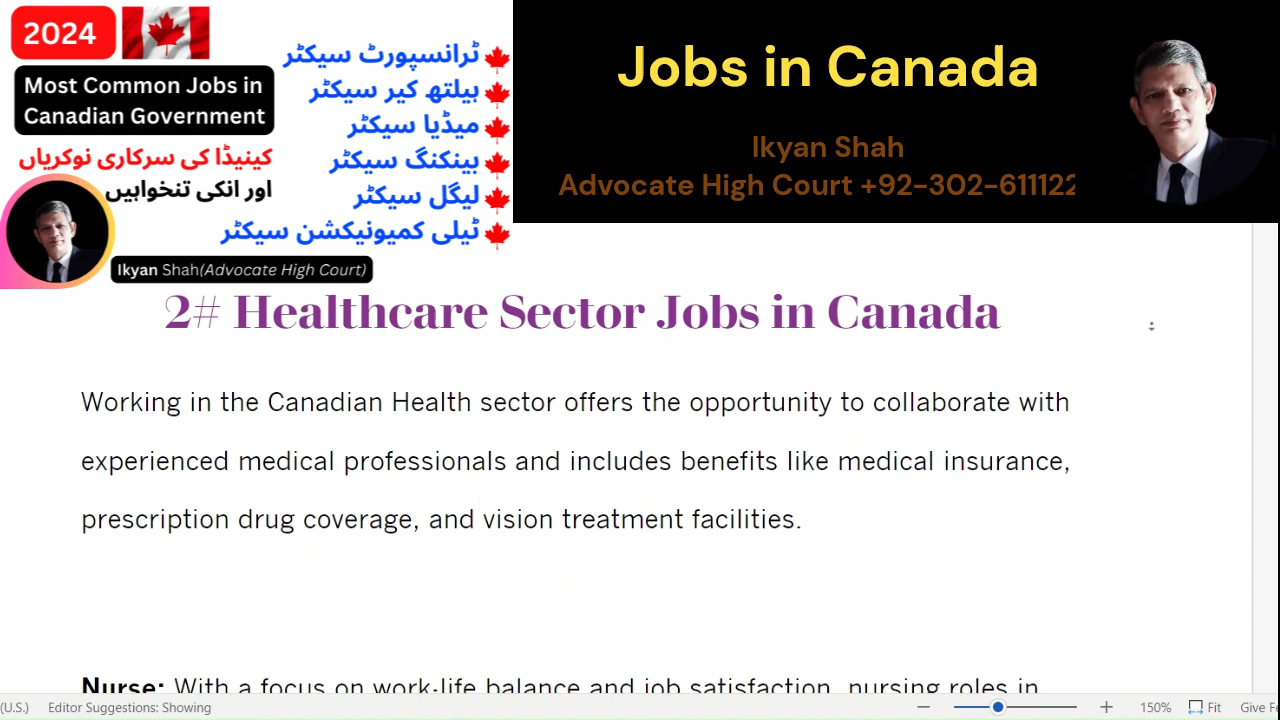 2024
Most Common Jobs in
Canadian Government
کینیڈا کی سرکاری نوکریاں
اور انکی تنخواہیں
ٹرانسپورٹ سیکٹر
ہیلتھ کیر سیکٹر
میڈیا سیکٹر
بینکنگ سیکٹر
لیگل سیکٹر
ٹیلی کمیونیکشن سیکٹر
Ikyan Shah(Advocate High Court)
Jobs in Canada
Ikyan Shah
Advocate High Court +92-302-611122
2# Healthcare Sector Jobs in Canada
Working in the Canadian Health sector offers the opportunity to collaborate with
experienced medical professionals and includes benefits like medical insurance,
prescription drug coverage, and vision treatment facilities.
Nurse: With a focus on work-life balance and job satisfaction, nursing roles in
(U.S.) Editor Suggestions: Showing 150% Fit Give